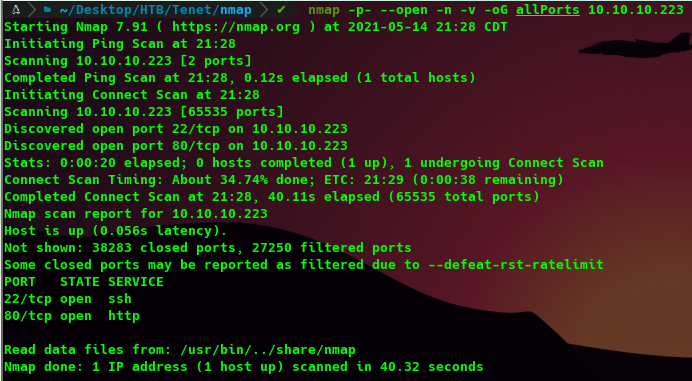 ~/Desktop/HTB/Tenet/nmap ✔ nmap -p- --open -n -v -oG allPorts 10.10.10.223
Starting Nmap 7.91 ( https://nmap.org ) at 2021-05-14 21:28 CDT
Initiating Ping Scan at 21:28
Scanning 10.10.10.223 [2 ports]
Completed Ping Scan at 21:28, 0.12s elapsed (1 total hosts)
Initiating Connect Scan at 21:28
Scanning 10.10.10.223 [65535 ports]
Discovered open port 22/tcp on 10.10.10.223
Discovered open port 80/tcp on 10.10.10.223
Stats: 0:00:20 elapsed; 0 hosts completed (1 up), 1 undergoing Connect Scan
Connect Scan Timing: About 34.74% done; ETC: 21:29 (0:00:38 remaining)
Completed Connect Scan at 21:28, 40.11s elapsed (65535 total ports)
Nmap scan report for 10.10.10.223
Host is up (0.056s latency).
Not shown: 38283 closed ports, 27250 filtered ports
Some closed ports may be reported as filtered due to --defeat-rst-ratelimit
PORT   STATE SERVICE
22/tcp open  ssh
80/tcp open  http
Read data files from: /usr/bin/../share/nmap
Nmap done: 1 IP address (1 host up) scanned in 40.32 seconds